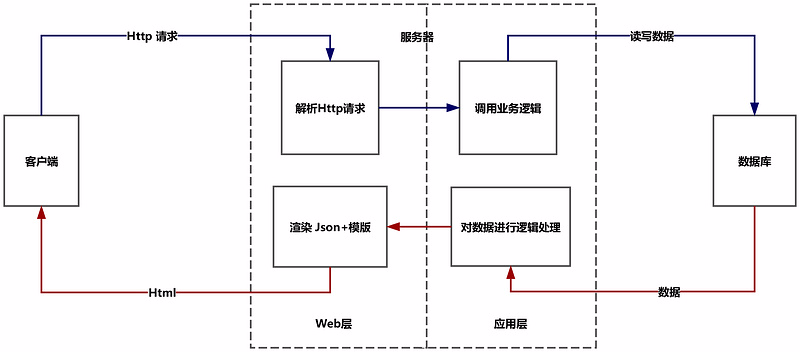 Http 请求
服务器
读写数据
解析Http请求
调用业务逻辑
客户端
数据库
渲染 Json+模版
对数据进行逻辑处理
Html
数据
Web层
应用层